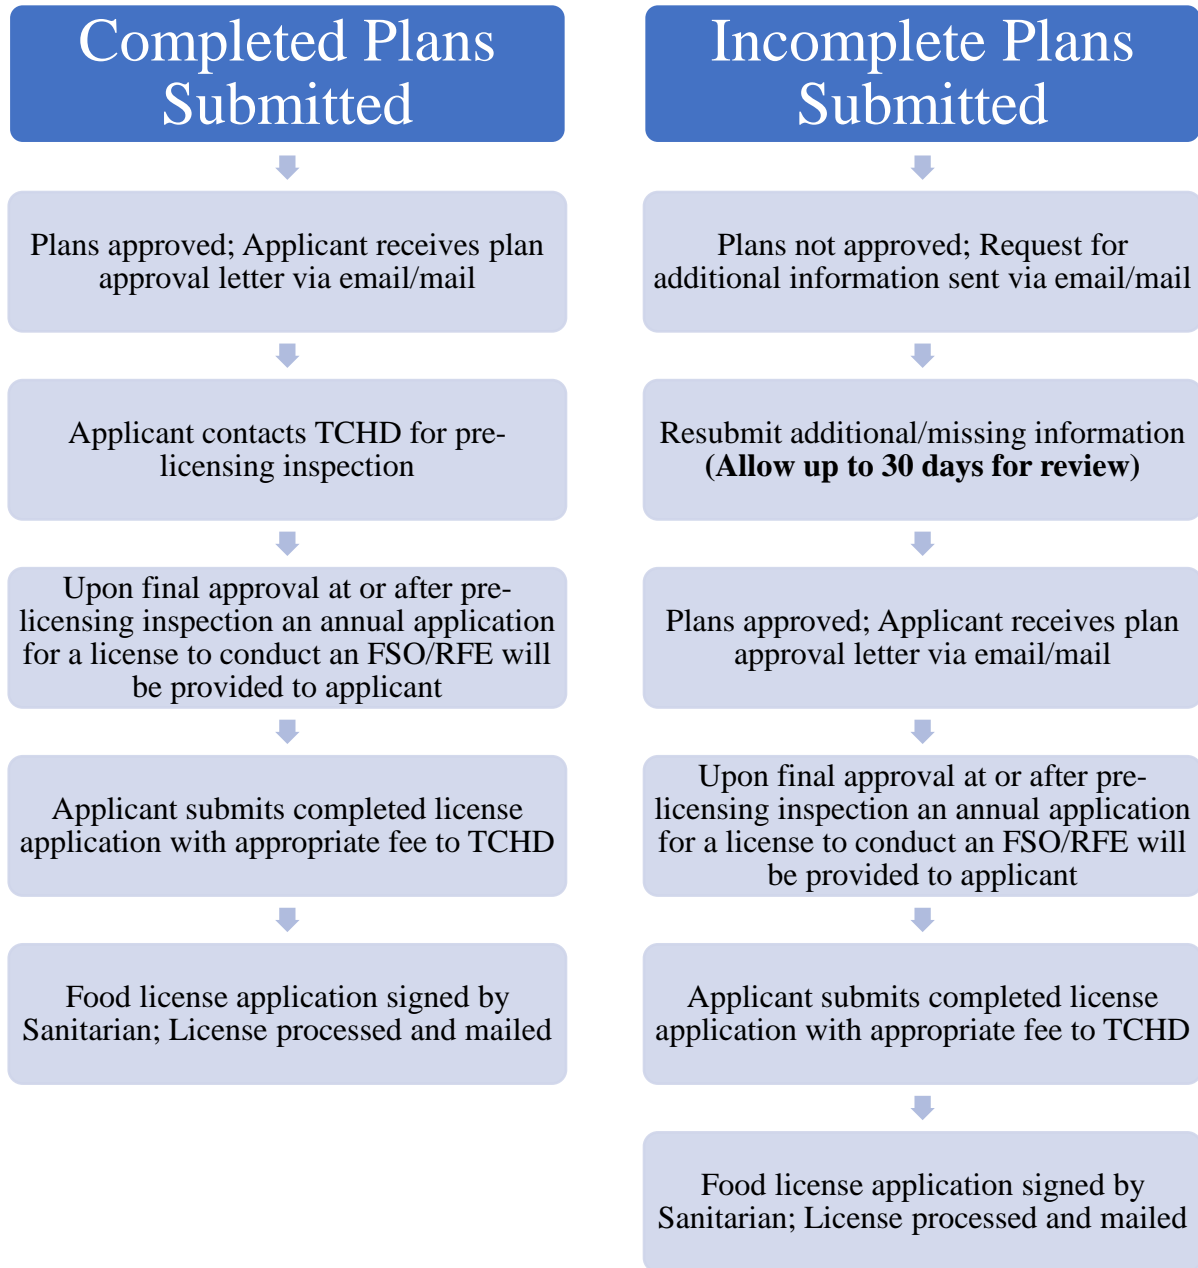 Completed Plans
Submitted
Plans approved; Applicant receives plan
approval letter via email/mail
Applicant contacts TCHD for pre-
licensing inspection
Upon final approval at or after pre-
licensing inspection an annual application
for a license to conduct an FSO/RFE will
be provided to applicant
Applicant submits completed license
application with appropriate fee to TCHD
Food license application signed by
Sanitarian; License processed and mailed
Incomplete Plans
Submitted
Plans not approved; Request for
additional information sent via email/mail
Resubmit additional/missing information
(Allow up to 30 days for review)
Plans approved; Applicant receives plan
approval letter via email/mail
Upon final approval at or after pre-
licensing inspection an annual application
for a license to conduct an FSO/RFE will
be provided to applicant
Applicant submits completed license
application with appropriate fee to TCHD
Food license application signed by
Sanitarian; License processed and mailed